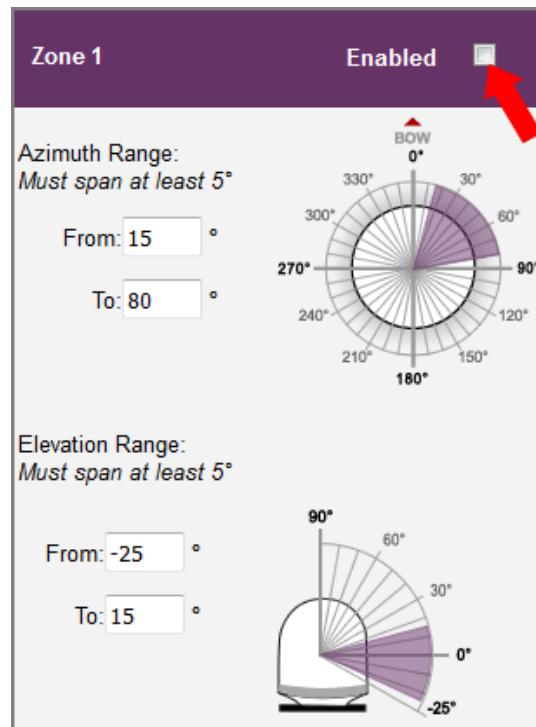 Zone 1 Enabled
Azimuth Range:
Must span at least 5°
From: 15 °
To: 80 °
BOW
0°
30°
60°
90°
120°
150°
180°
210°
240°
270°
300°
330°
Elevation Range:
Must span at least 5°
From: -25 °
To: 15 °
90°
60°
30°
0°
-25°